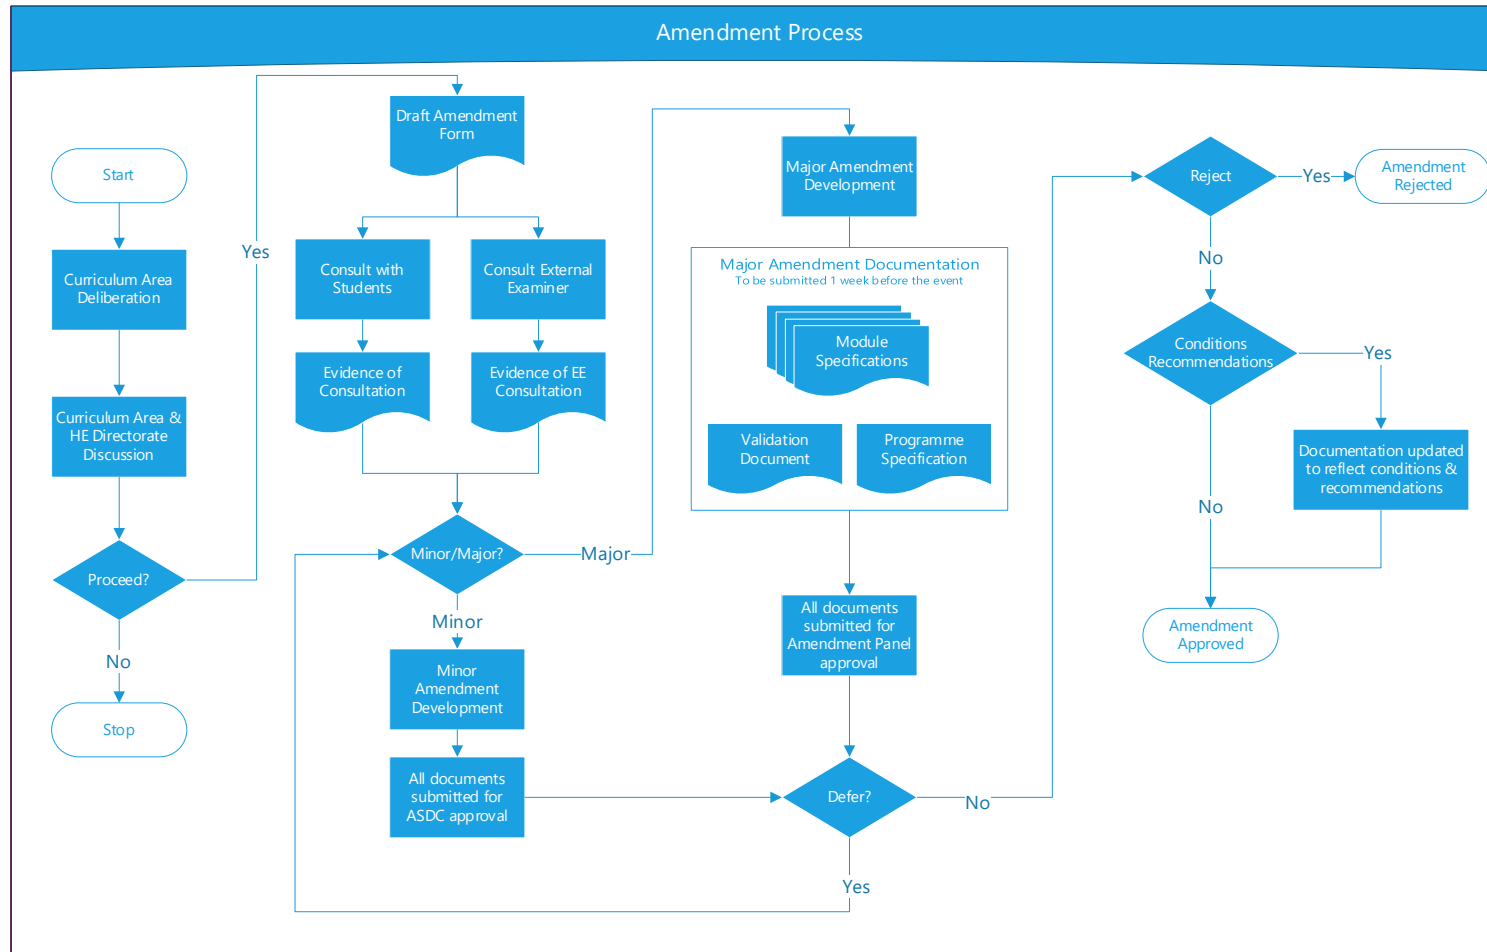 Amendment Process
Start
Curriculum Area
Deliberation
Curriculum Area &
HE Directorate
Discussion
Proceed?
No
Stop
Yes
Draft Amendment
Form
Consult with
Students
Consult External
Examiner
Evidence of
Consultation
Evidence of EE
Consultation
Minor/Major?
Major
Minor
Minor
Amendment
Development
All documents
submitted for
ASDC approval
Major Amendment
Development
Major Amendment Documentation
To be submitted 1 week before the event
Module
Specifications
Validation
Document
Programme
Specification
All documents
submitted for
Amendment Panel
approval
Defer?
No
Yes
Reject
Yes
Amendment
Rejected
No
Conditions
Recommendations
Yes
Documentation updated
to reflect conditions &
recommendations
No
Amendment
Approved